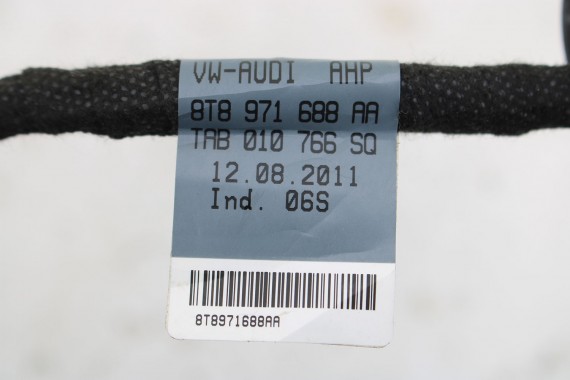 VW-AUDI AHP
8T8 971 688 AA
TAB 010 766 SQ
12.08.2011
Ind. 06S
8T8971688AA